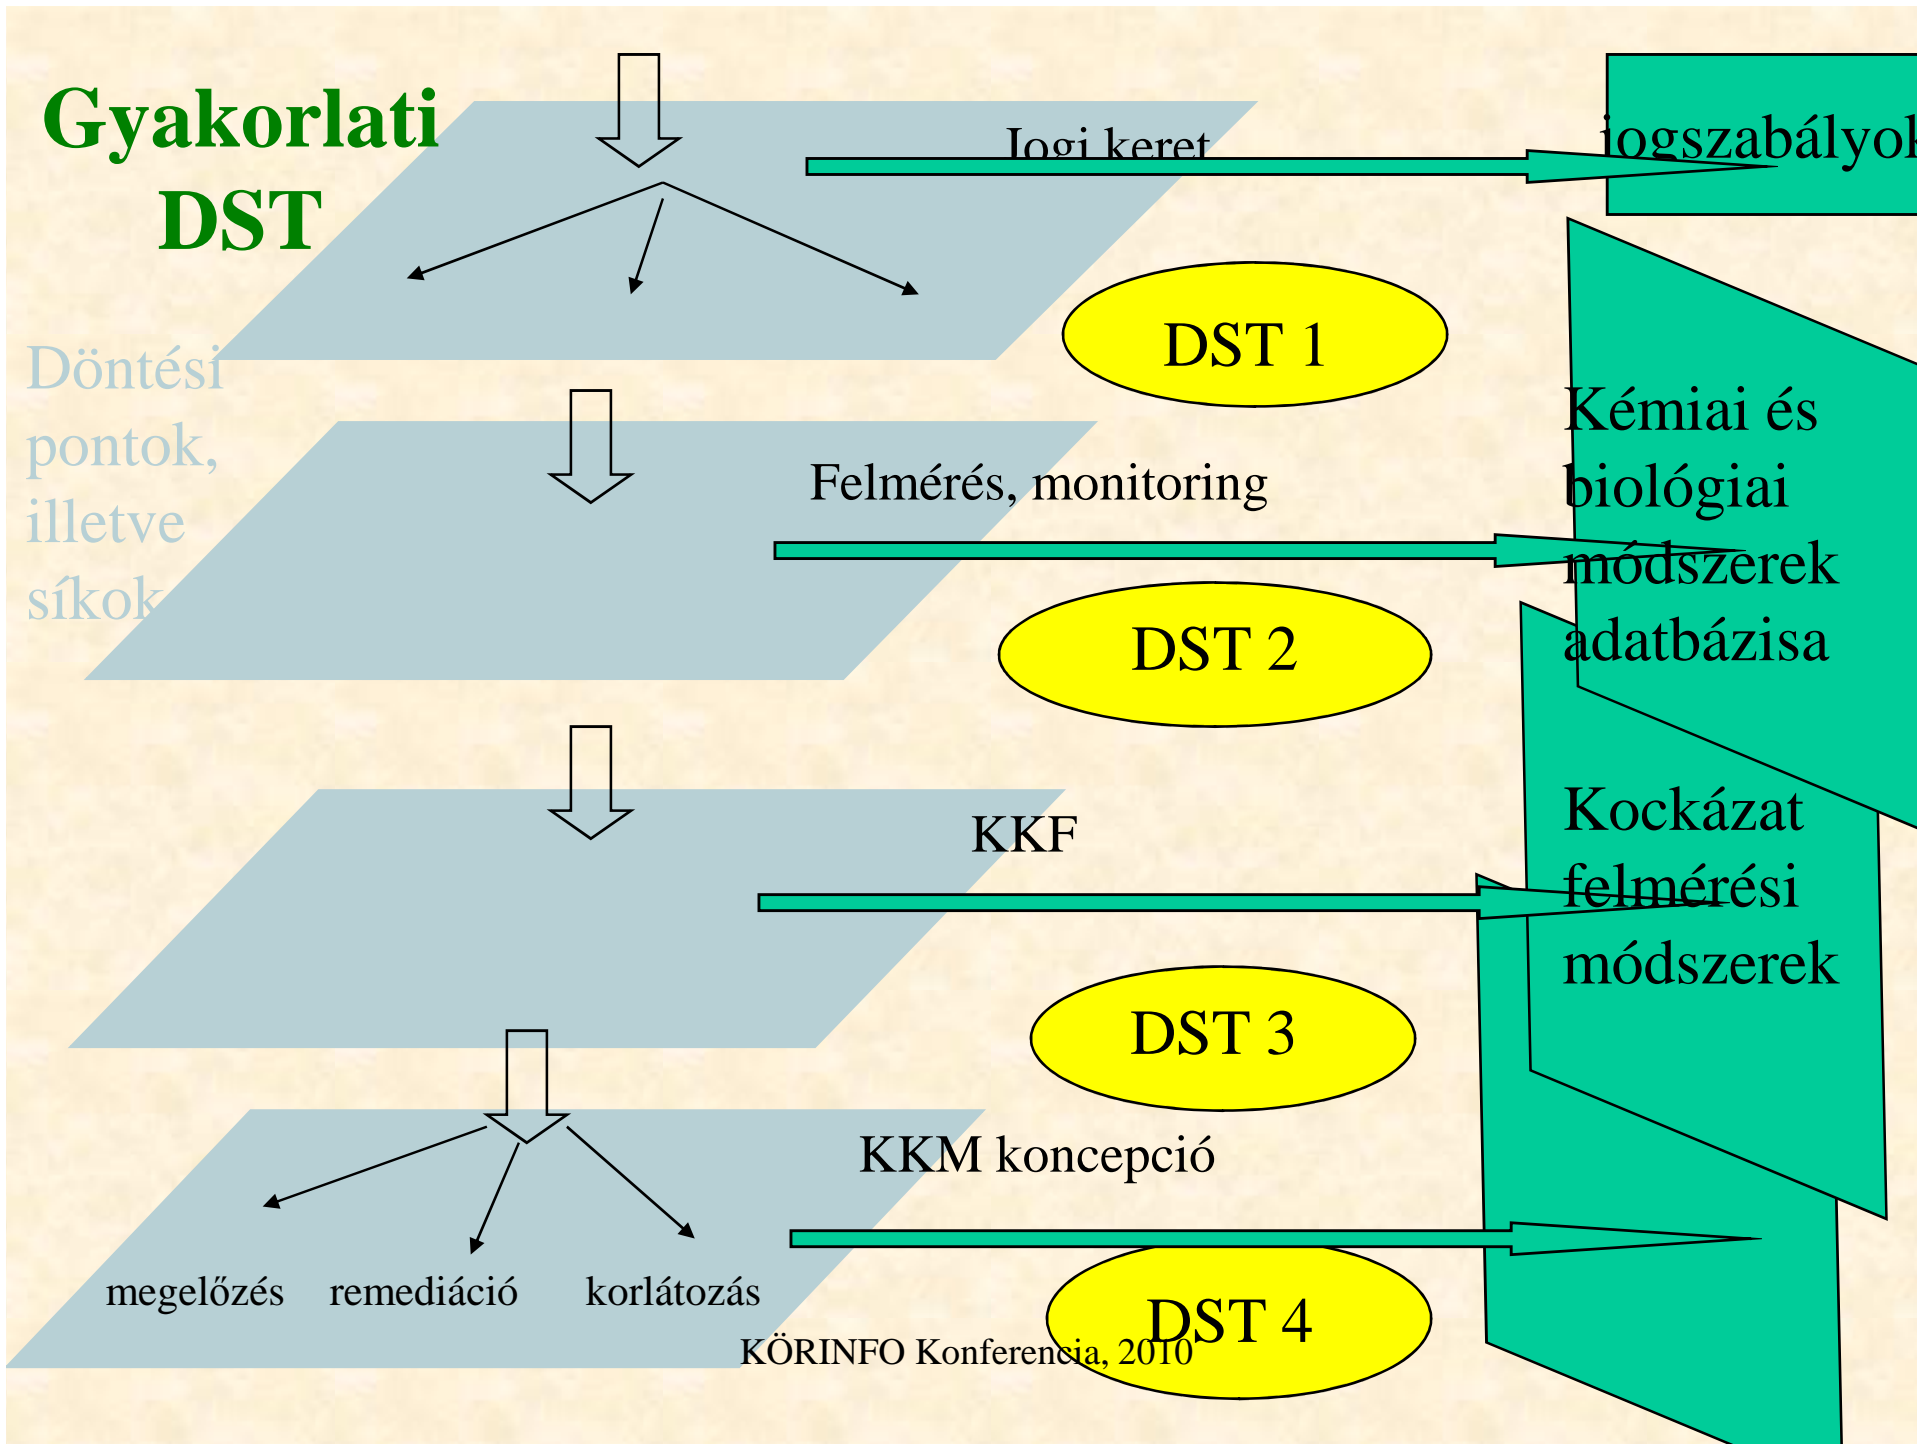 Gyakorlati
DST
Jogi keret
jogszabályok
DST 1
Döntési
pontok,
illetve
síkok
Felmérés, monitoring
Kémiai és
biológiai
módszerek
adatbázisa
DST 2
KKF
Kockázat
felmérési
módszerek
DST 3
KKM koncepció
megelőzés remediáció korlátozás
DST 4
KÖRINFO Konferencia, 2010